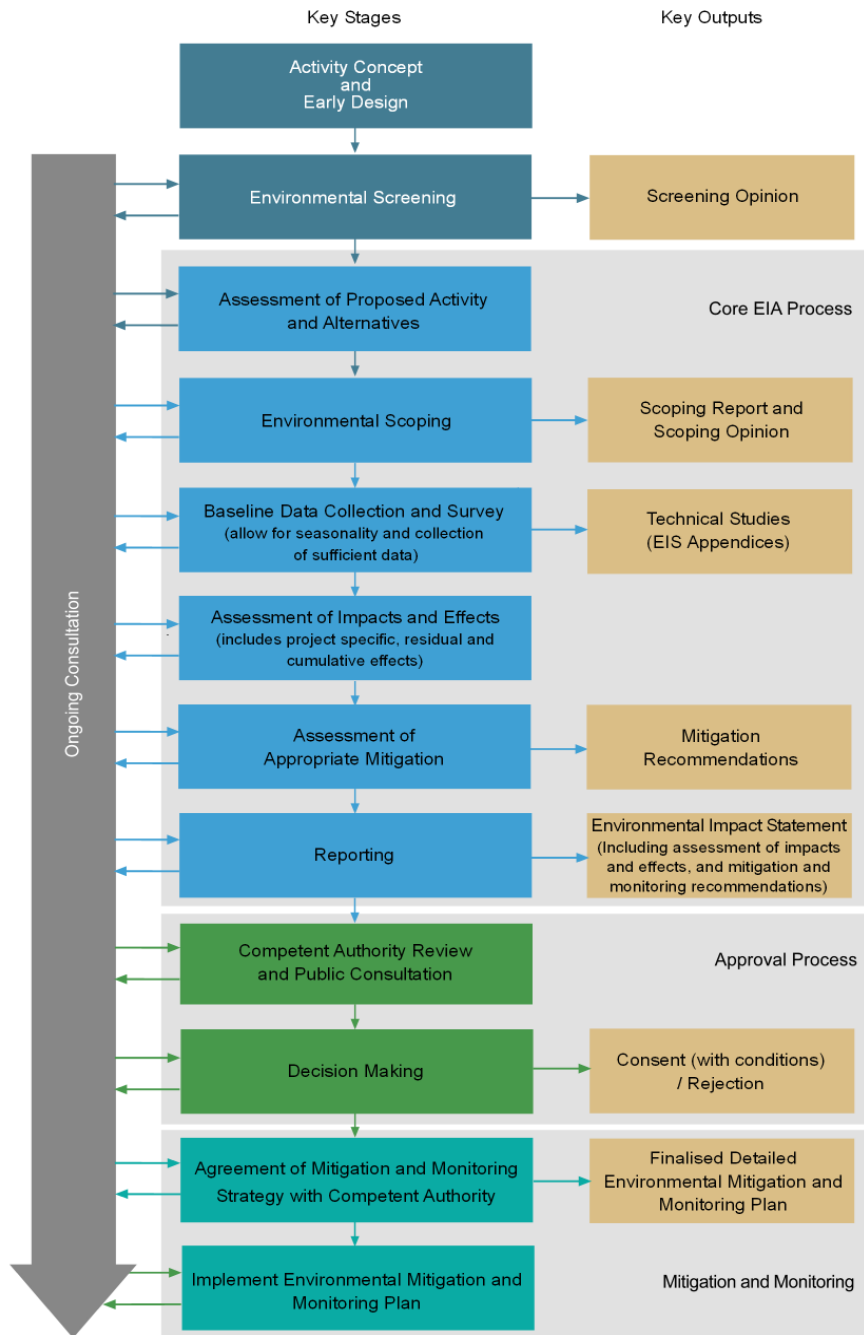 Key Stages
Key Outputs
Activity Concept
and
Early Design
Environmental Screening
Screening Opinion
Assessment of Proposed Activity
and Alternatives
Core EIA Process
Environmental Scoping
Scoping Report and
Scoping Opinion
Baseline Data Collection and Survey
(allow for seasonality and collection
of sufficient data)
Technical Studies
(EIS Appendices)
Assessment of Impacts and Effects
(includes project specific, residual and
cumulative effects)
Ongoing Consultation
Assessment of
Appropriate Mitigation
Mitigation
Recommendations
Reporting
Environmental Impact Statement
(Including assessment of impacts
and effects, and mitigation and
monitoring recommendations)
Competent Authority Review
and Public Consultation
Approval Process
Decision Making
Consent (with conditions)
/ Rejection
Agreement of Mitigation and Monitoring
Strategy with Competent Authority
Finalised Detailed
Environmental Mitigation and
Monitoring Plan
Implement Environmental Mitigation and
Monitoring Plan
Mitigation and Monitoring